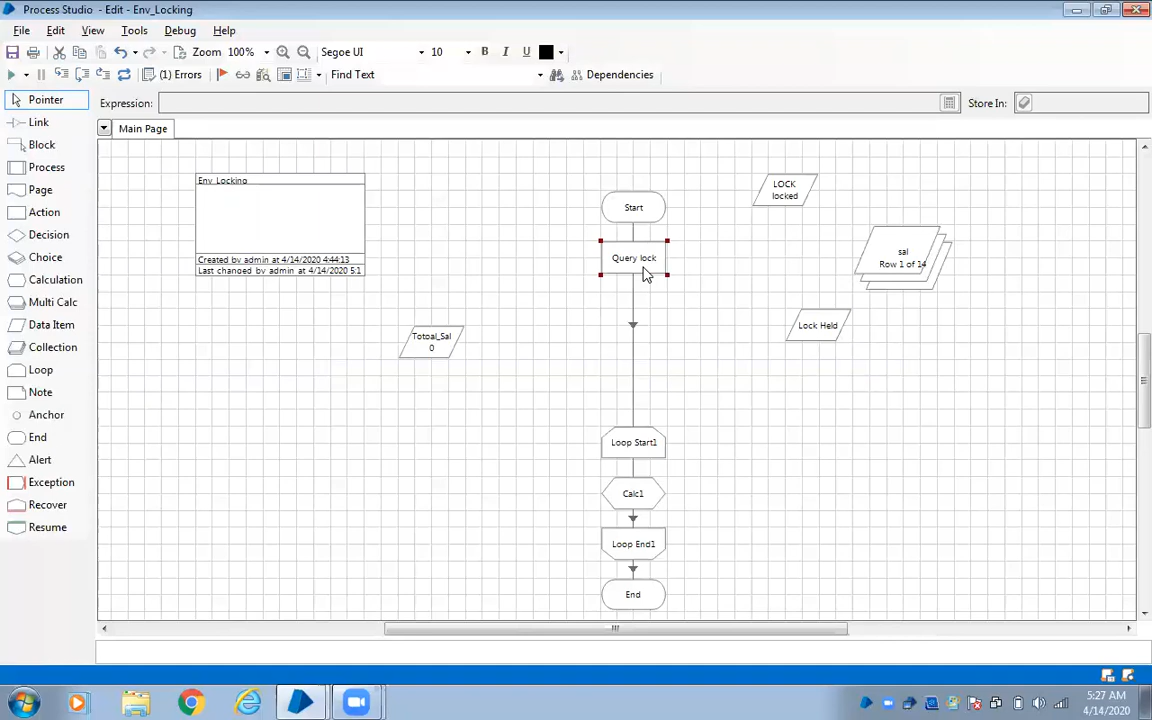 Process Studio - Edit - Env_Locking
File Edit View Tools Debug Help
Zoom 100% Segoe UI 10 B I U
(1) Errors Find Text Dependencies
Pointer
Link
Block
Process
Page
Action
Decision
Choice
Calculation
Multi Calc
Data Item
Collection
Loop
Note
Anchor
End
Alert
Exception
Recover
Resume
Expression: Store In:
Main Page
Env_Locking
Created by admin at 4/14/2020 4:44:13
Last changed by admin at 4/14/2020 5:1
Start
Query lock
LOCK
locked
sal
Row 1 of 14
Lock Held
Totoal_Sal
0
Loop Start1
Calc1
Loop End1
End
5:27 AM
4/14/2020